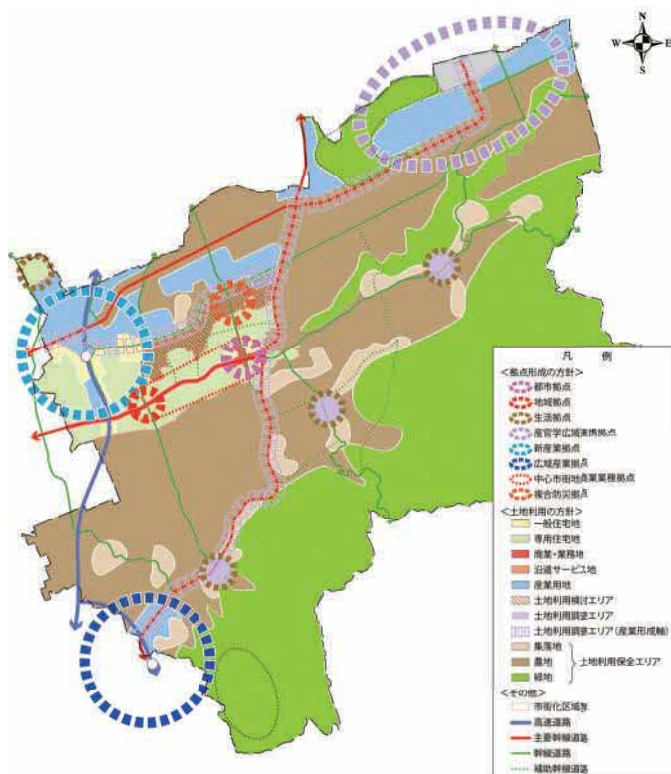 N
W E
S
凡 例
<拠点形成の方針>
都市拠点
地域拠点
生活拠点
産官学広域連携拠点
新産業拠点
広域産業拠点
中心市街地商業業務拠点
複合防災拠点
<土地利用の方針>
一般住宅地
専用住宅地
商業・業務地
沿道サービス地
産業用地
土地利用検討エリア
土地利用調整エリア
土地利用調整エリア(産業形成軸)
集落地
農地
土地利用保全エリア
緑地
<その他>
市街化区域
高速道路
主要幹線道路
幹線道路
補助幹線道路